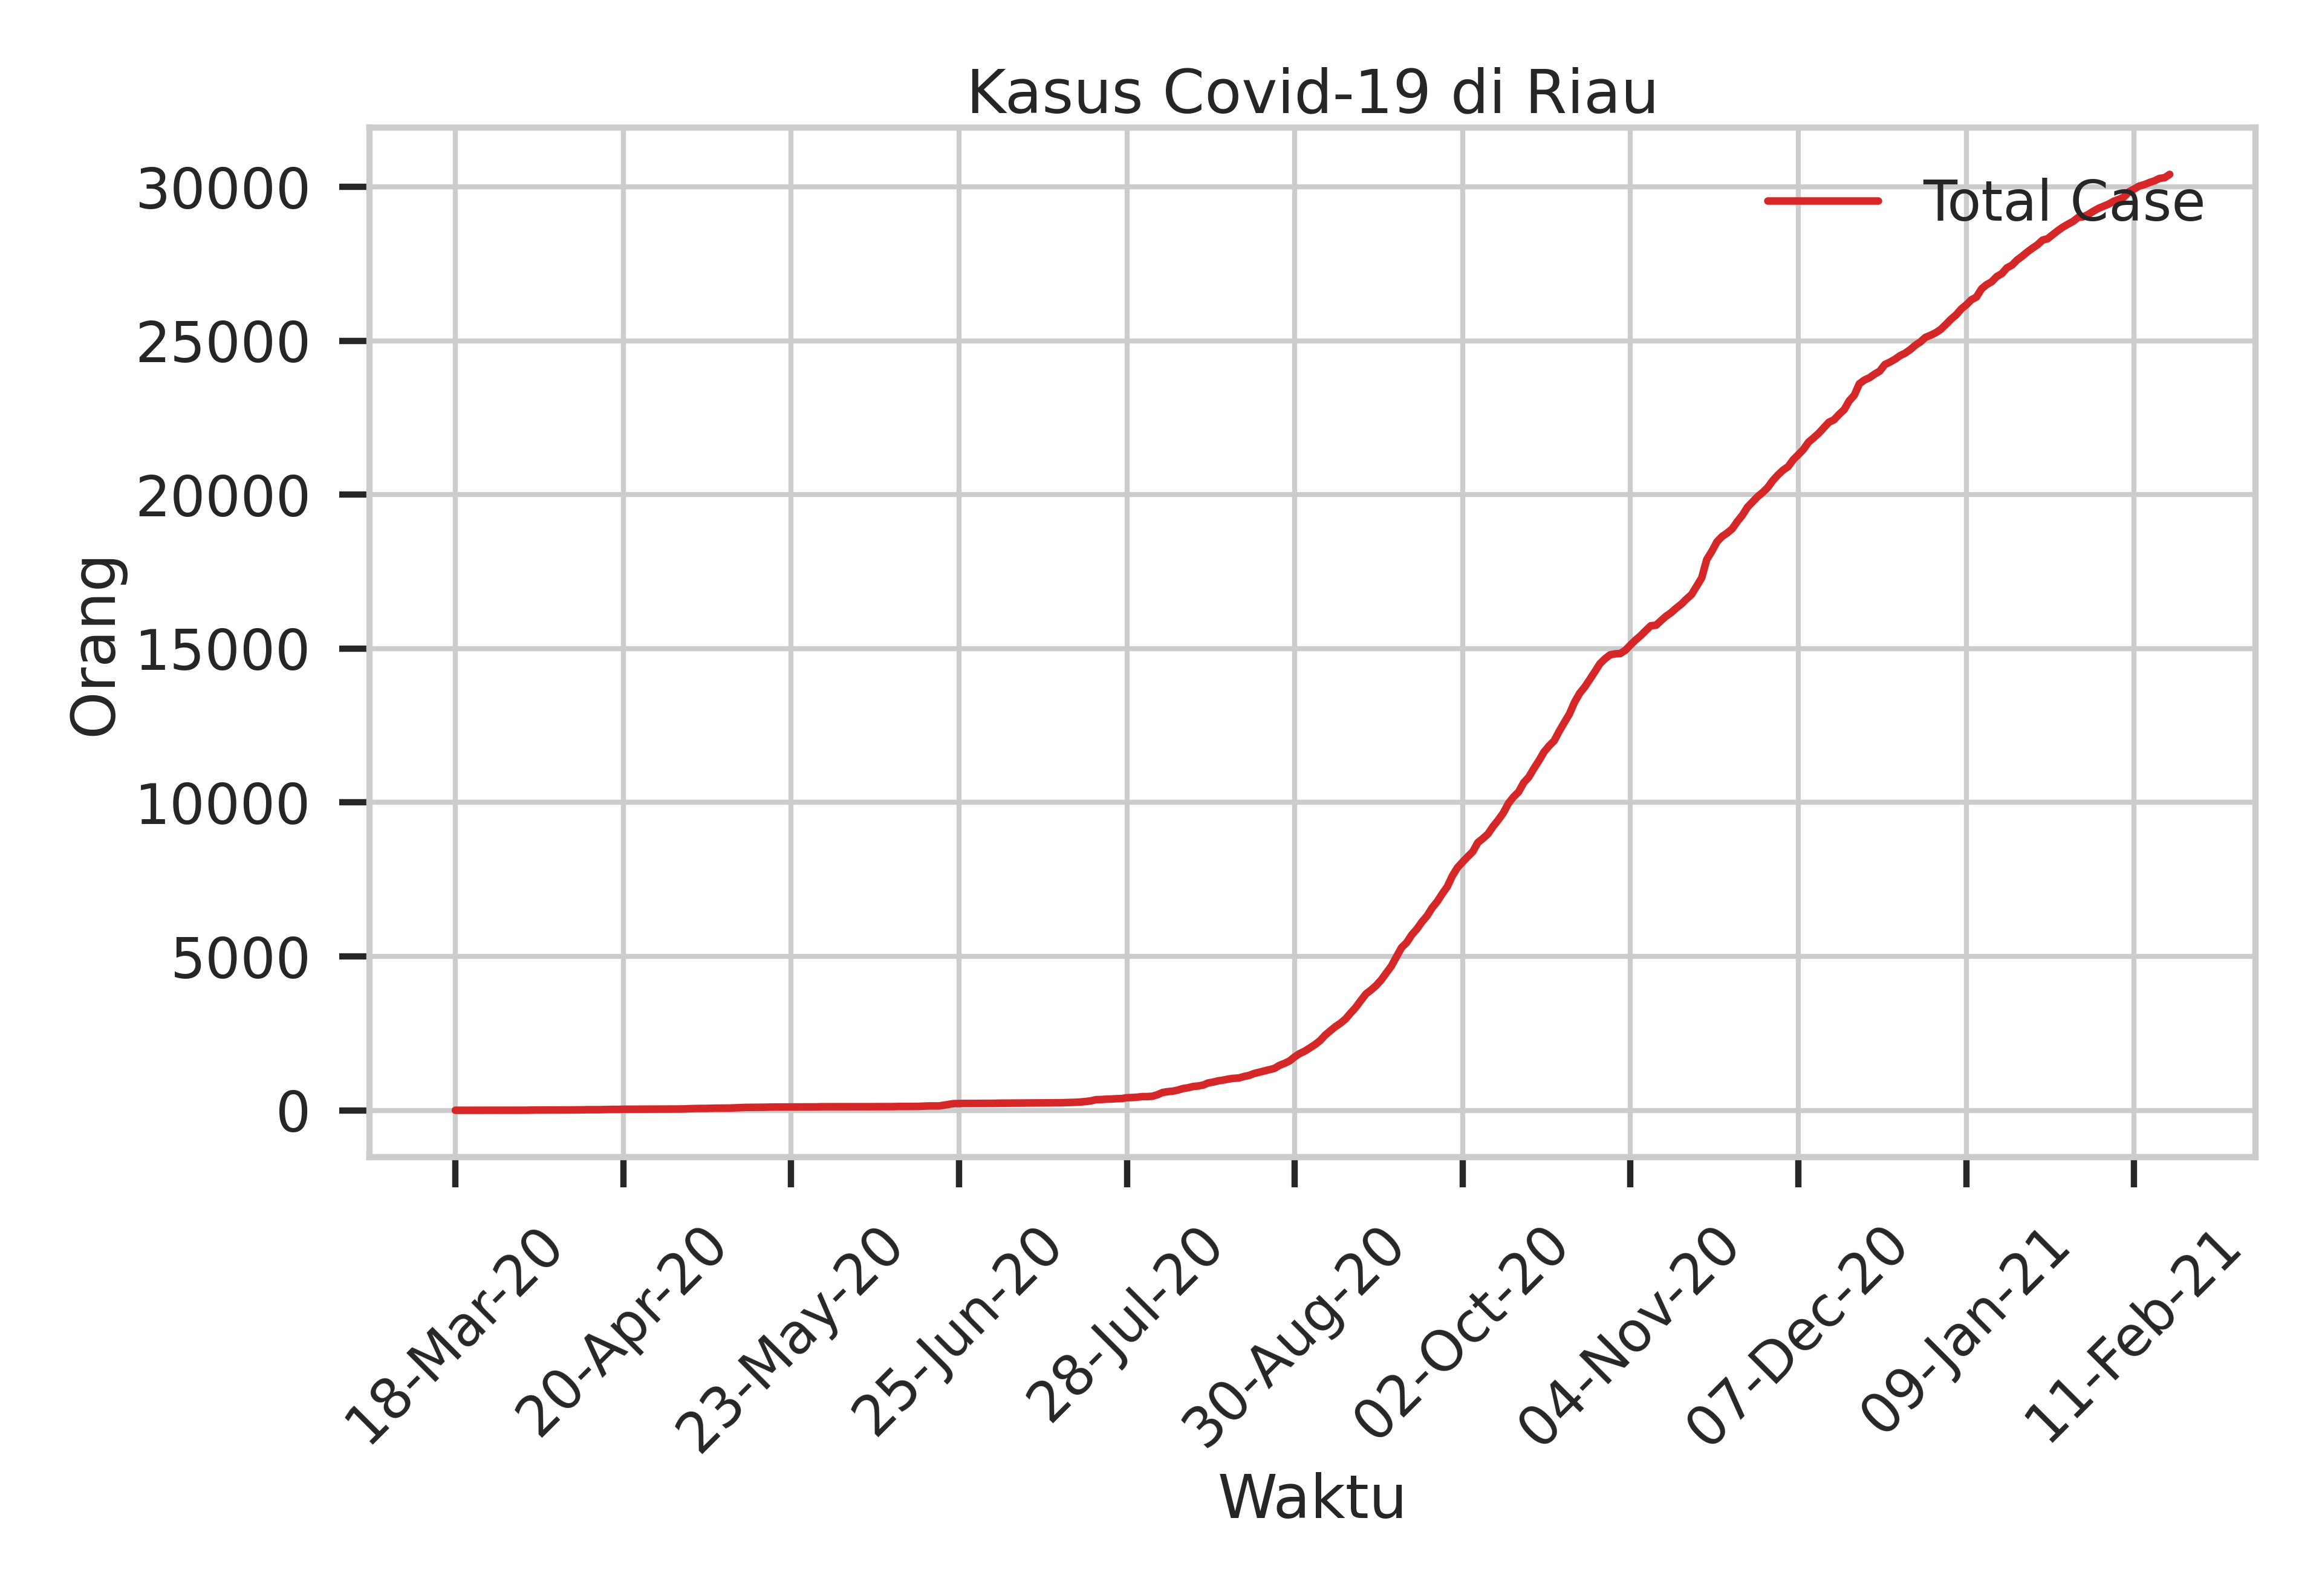 Kasus Covid-19 di Riau
Total Case
30000
25000
20000
15000
10000
5000
0
Orang
18-Mar-20
20-Apr-20
23-May-20
25-Jun-20
28-Jul-20
30-Aug-20
02-Oct-20
04-Nov-20
07-Dec-20
09-Jan-21
11-Feb-21
Waktu